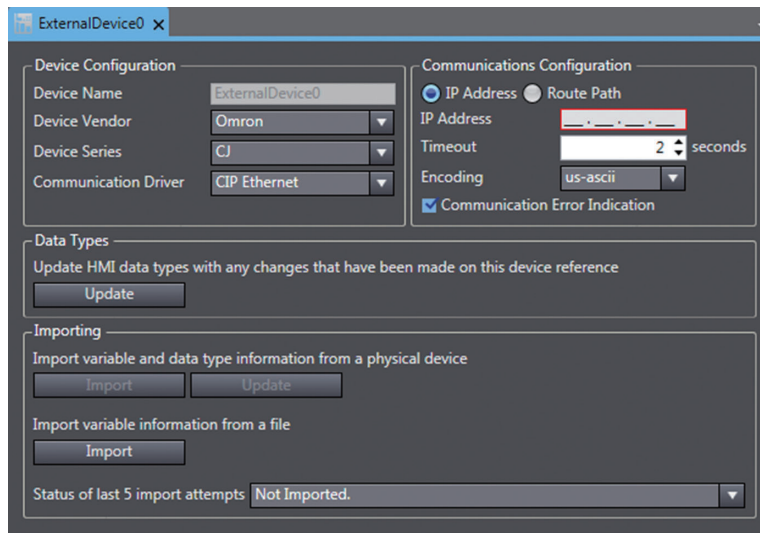 ExternalDevice0
Device Configuration
Device Name ExternalDevice0
Device Vendor Omron
Device Series CJ
Communication Driver CIP Ethernet
Communications Configuration
IP Address Route Path
IP Address __.__.__.__
Timeout 2 seconds
Encoding us-ascii
Communication Error Indication
Data Types
Update HMI data types with any changes that have been made on this device reference
Update
Importing
Import variable and data type information from a physical device
Import Update
Import variable information from a file
Import
Status of last 5 import attempts Not Imported.